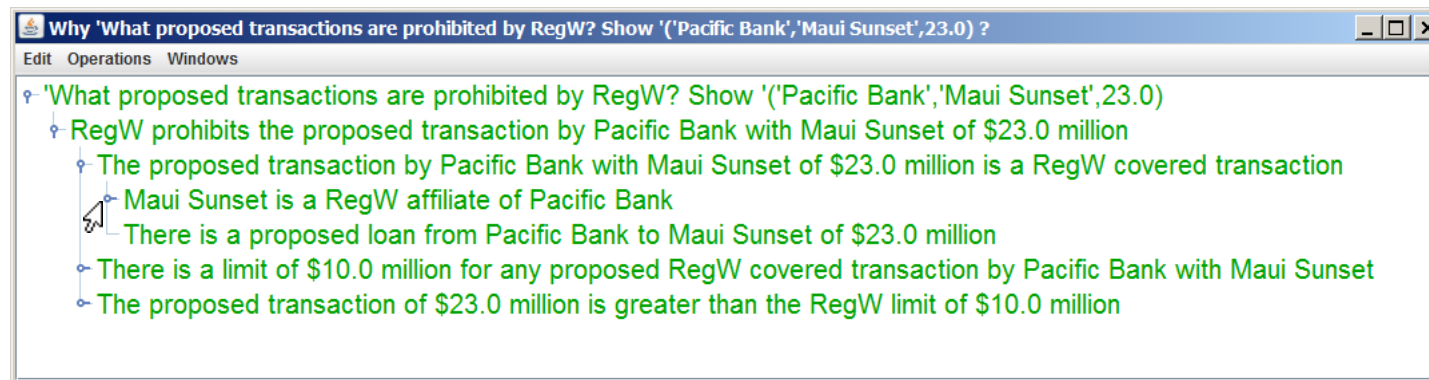 Why 'What proposed transactions are prohibited by RegW? Show '('Pacific Bank','Maui Sunset',23.0) ?
Edit Operations Windows
'What proposed transactions are prohibited by RegW? Show '('Pacific Bank','Maui Sunset',23.0)
RegW prohibits the proposed transaction by Pacific Bank with Maui Sunset of $23.0 million
The proposed transaction by Pacific Bank with Maui Sunset of $23.0 million is a RegW covered transaction
Maui Sunset is a RegW affiliate of Pacific Bank
There is a proposed loan from Pacific Bank to Maui Sunset of $23.0 million
There is a limit of $10.0 million for any proposed RegW covered transaction by Pacific Bank with Maui Sunset
The proposed transaction of $23.0 million is greater than the RegW limit of $10.0 million